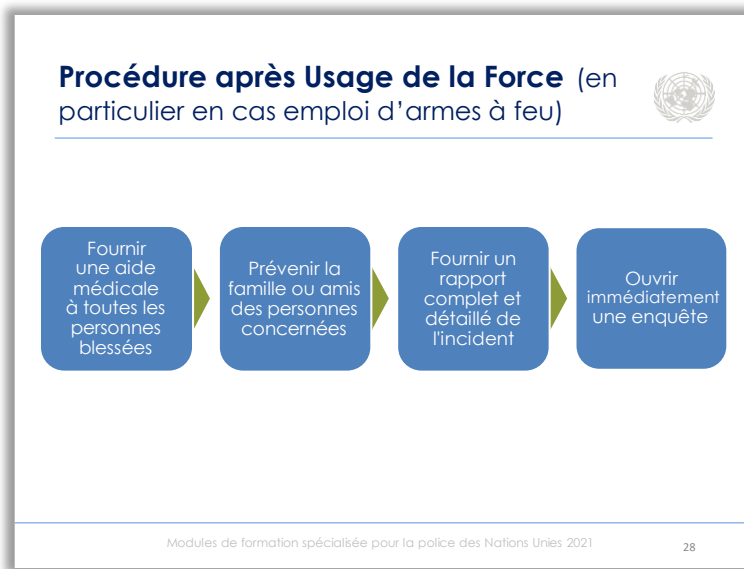 Procédure après Usage de la Force (en
particulier en cas emploi d’armes à feu)
Fournir
une aide
médicale
à toutes les
personnes
blessées
Prévenir la
famille ou amis
des personnes
concernées
Fournir un
rapport
complet et
détaillé de
l'incident
Ouvrir
immédiatement
une enquête
Modules de formation spécialisée pour la police des Nations Unies 2021
28